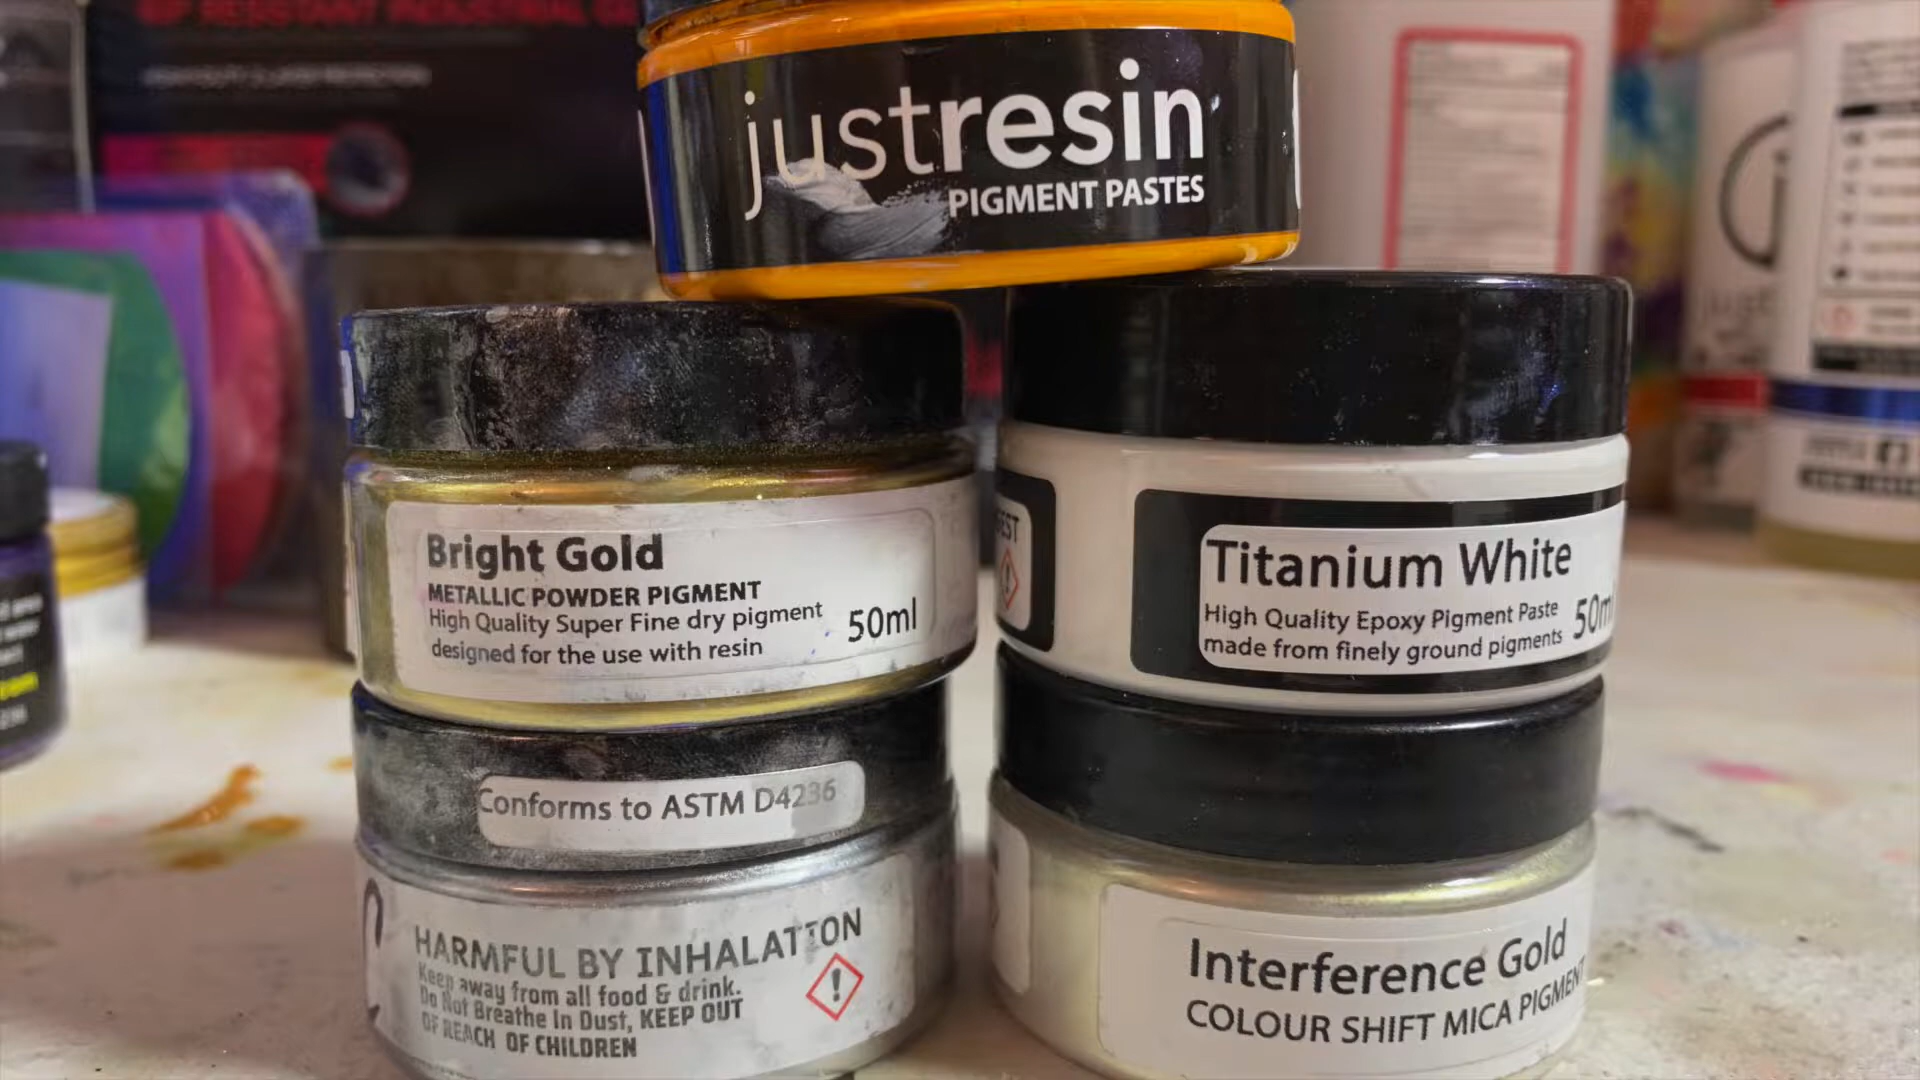 justresin
PIGMENT PASTES
Bright Gold
METALLIC POWDER PIGMENT
High Quality Super Fine dry pigment
designed for the use with resin
50ml
Titanium White
High Quality Epoxy Pigment Paste
made from finely ground pigments
50ml
Conforms to ASTM D4236
HARMFUL BY INHALATION
Keep away from all food & drink.
Do Not Breathe In Dust, KEEP OUT
OF REACH OF CHILDREN
Interference Gold
COLOUR SHIFT MICA PIGMENT